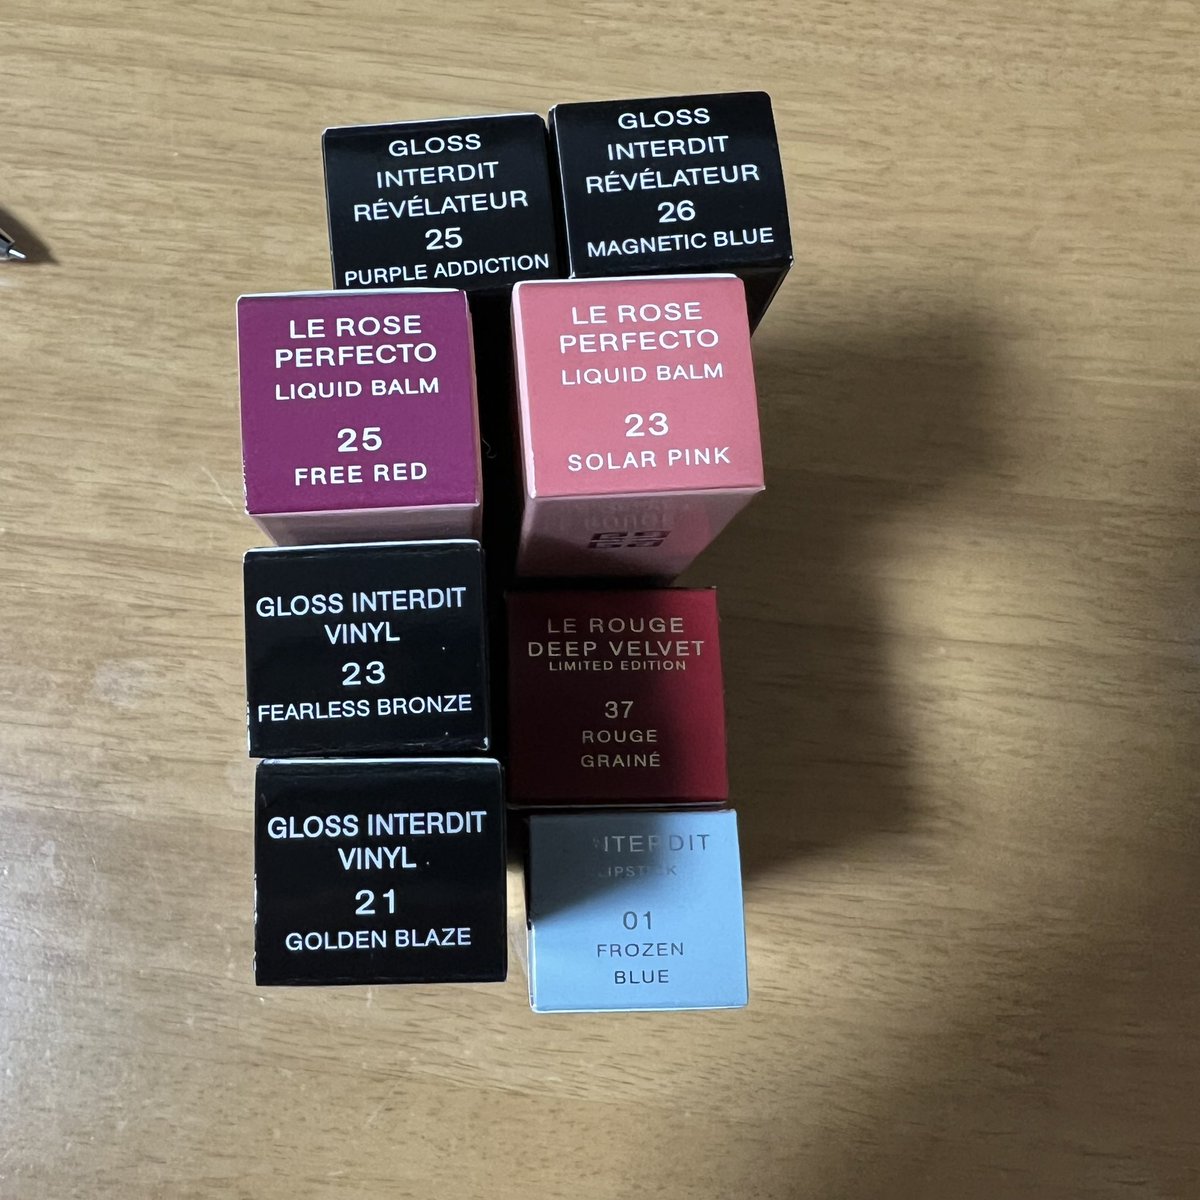 GLOSS
INTERDIT
RÉVÉLATEUR
25
PURPLE ADDICTION
GLOSS
INTERDIT
RÉVÉLATEUR
26
MAGNETIC BLUE
LE ROSE
PERFECTO
LIQUID BALM
25
FREE RED
LE ROSE
PERFECTO
LIQUID BALM
23
SOLAR PINK
GLOSS INTERDIT
VINYL
23
FEARLESS BRONZE
LE ROUGE
DEEP VELVET
LIMITED EDITION
37
ROUGE
GRAINÉ
GLOSS INTERDIT
VINYL
21
GOLDEN BLAZE
INTERDIT
LIPSTICK
01
FROZEN
BLUE